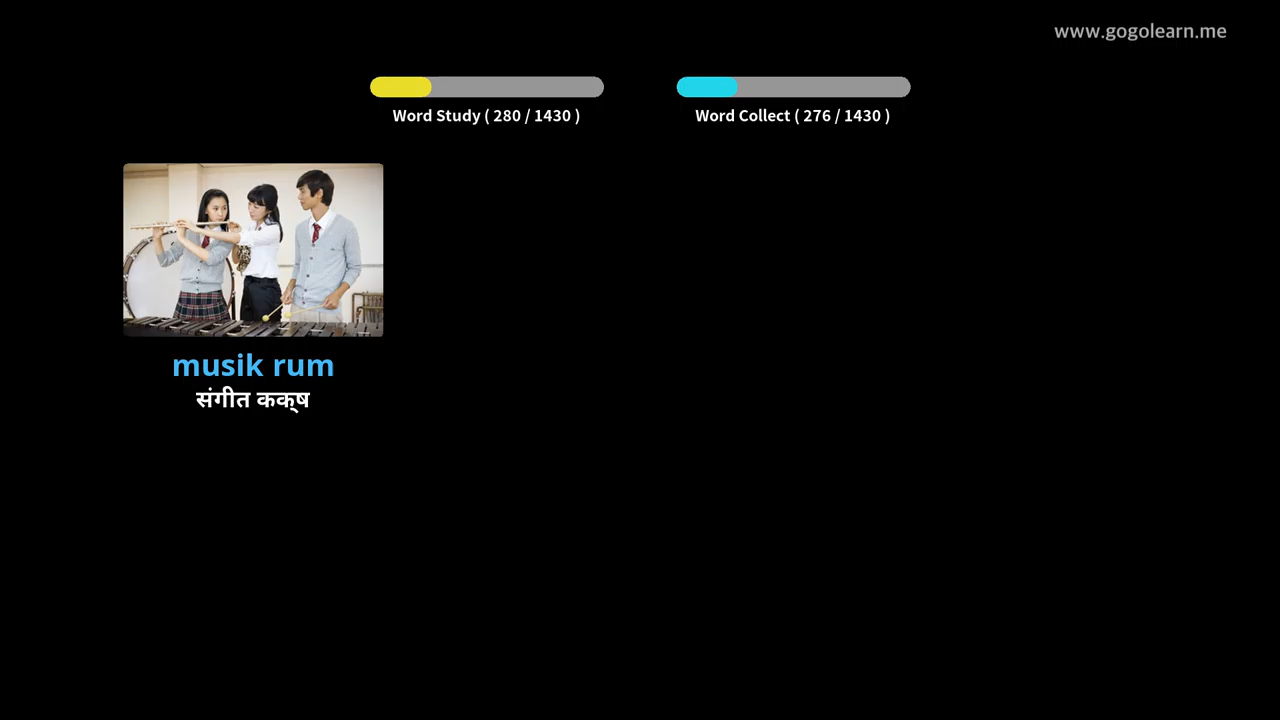 www.gogolearn.me
Word Study ( 280 / 1430 )
Word Collect ( 276 / 1430 )
musik rum
संगीत कक्ष